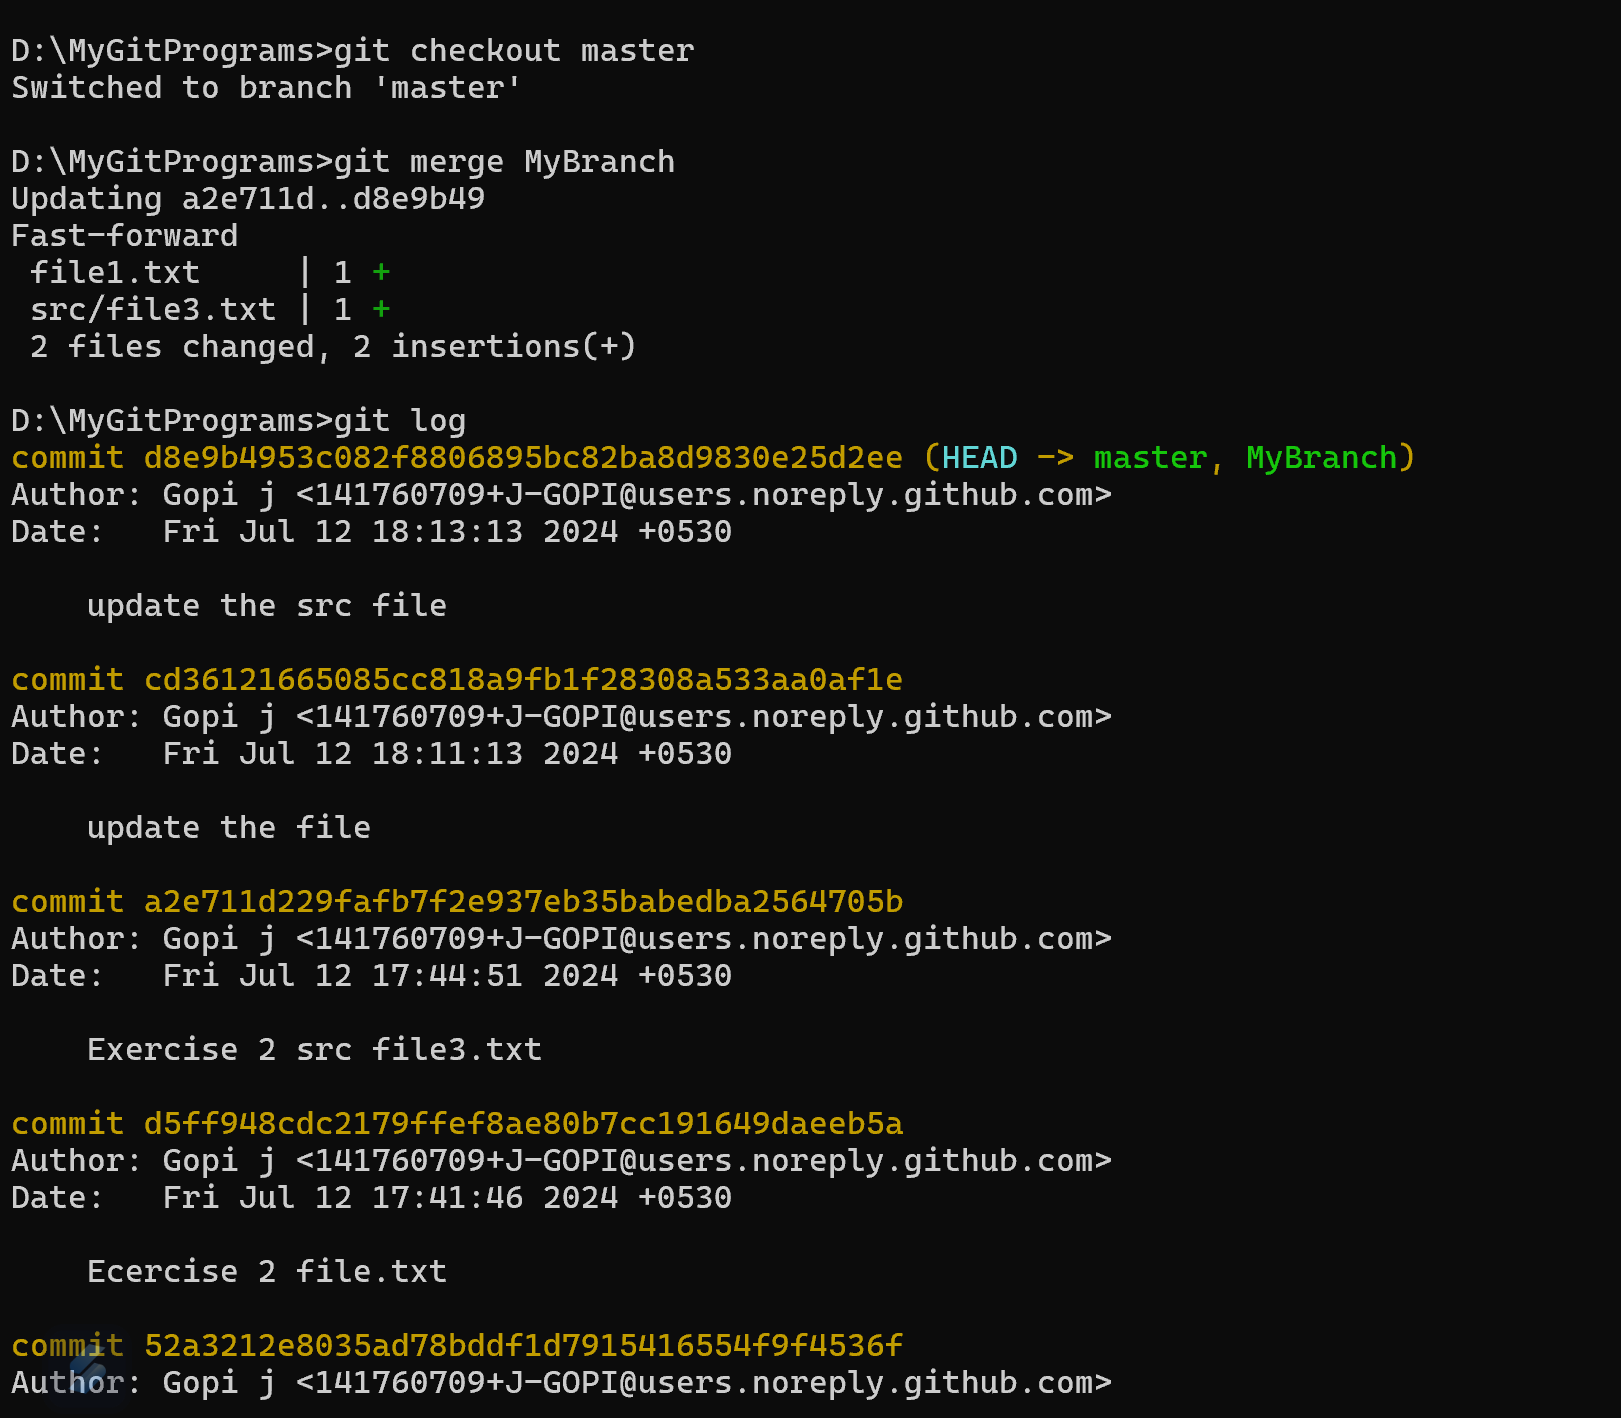 D:\MyGitPrograms>git checkout master
Switched to branch 'master'
D:\MyGitPrograms>git merge MyBranch
Updating a2e711d..d8e9b49
Fast-forward
 file1.txt     | 1 +
 src/file3.txt | 1 +
 2 files changed, 2 insertions(+)
D:\MyGitPrograms>git log
commit d8e9b4953c082f8806895bc82ba8d9830e25d2ee (HEAD -> master, MyBranch)
Author: Gopi j <141760709+J-GOPI@users.noreply.github.com>
Date:   Fri Jul 12 18:13:13 2024 +0530
    update the src file
commit cd36121665085cc818a9fb1f28308a533aa0af1e
Author: Gopi j <141760709+J-GOPI@users.noreply.github.com>
Date:   Fri Jul 12 18:11:13 2024 +0530
    update the file
commit a2e711d229fafb7f2e937eb35babedba2564705b
Author: Gopi j <141760709+J-GOPI@users.noreply.github.com>
Date:   Fri Jul 12 17:44:51 2024 +0530
    Exercise 2 src file3.txt
commit d5ff948cdc2179ffef8ae80b7cc191649daeeb5a
Author: Gopi j <141760709+J-GOPI@users.noreply.github.com>
Date:   Fri Jul 12 17:41:46 2024 +0530
    Ecercise 2 file.txt
commit 52a3212e8035ad78bddf1d7915416554f9f4536f
Author: Gopi j <141760709+J-GOPI@users.noreply.github.com>